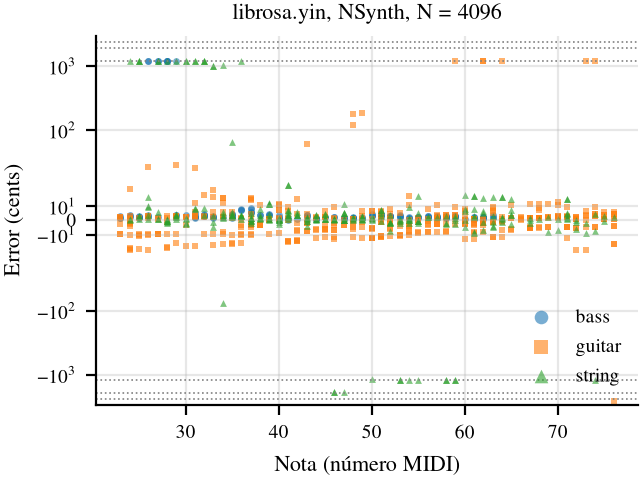 librosa.yin, NSynth, N = 4096
Error (cents)
10³
10²
10¹
0
−10¹
−10²
−10³
bass
guitar
string
30 40 50 60 70
Nota (número MIDI)